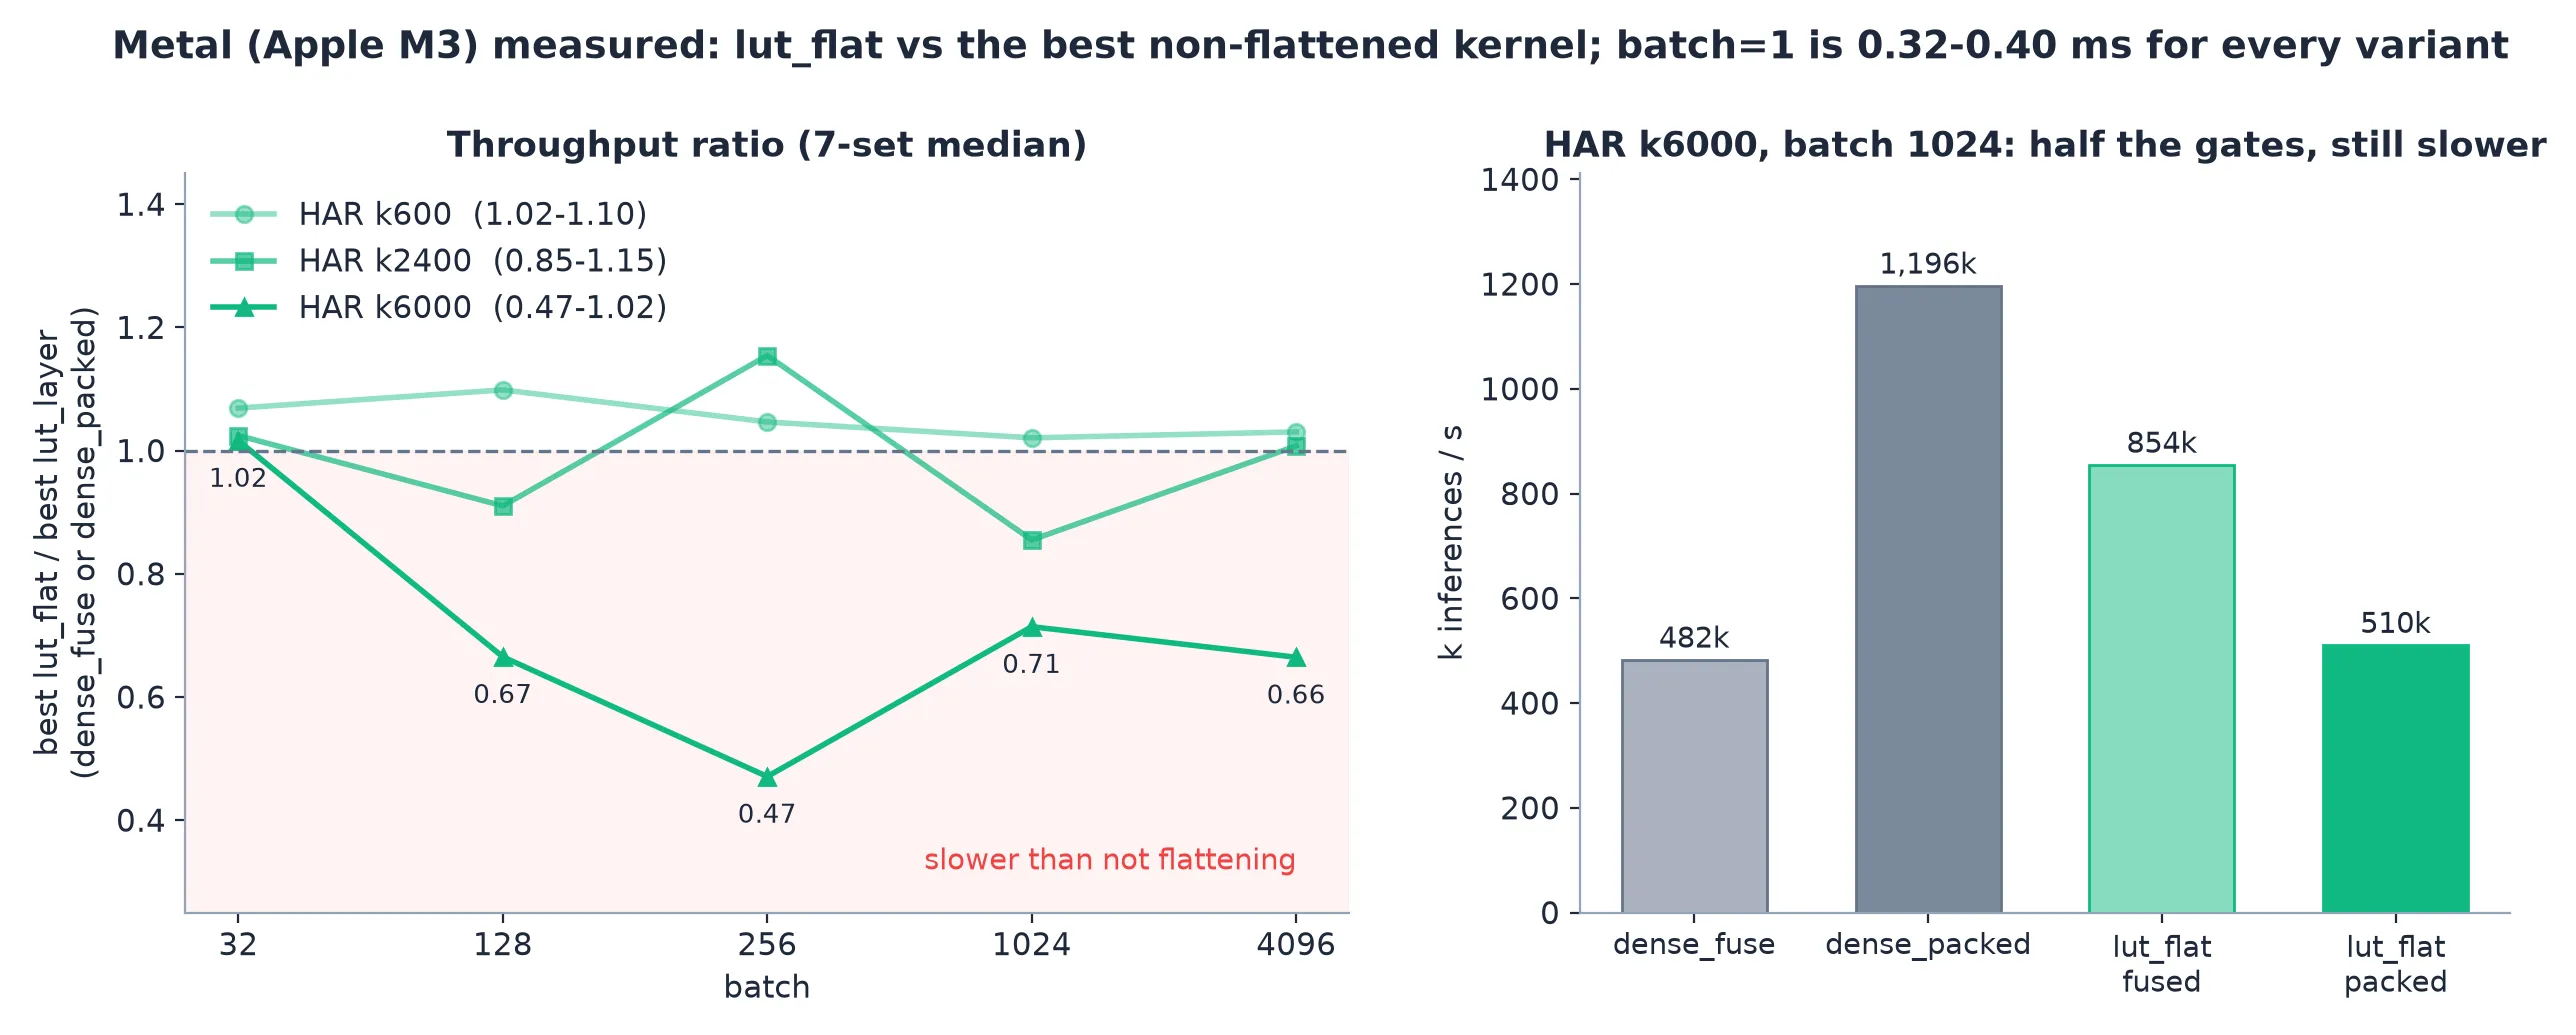 Metal (Apple M3) measured: lut_flat vs the best non-flattened kernel; batch=1 is 0.32-0.40 ms for every variant
Throughput ratio (7-set median)
best lut_flat / best lut_layer
(dense_fuse or dense_packed)
1.4
1.2
1.0
0.8
0.6
0.4
HAR k600 (1.02-1.10)
HAR k2400 (0.85-1.15)
HAR k6000 (0.47-1.02)
1.02
0.67
0.47
0.71
0.66
slower than not flattening
32
128
256
1024
4096
batch
HAR k6000, batch 1024: half the gates, still slower
k inferences / s
1400
1200
1000
800
600
400
200
0
482k
1,196k
854k
510k
dense_fuse
dense_packed
lut_flat
fused
lut_flat
packed